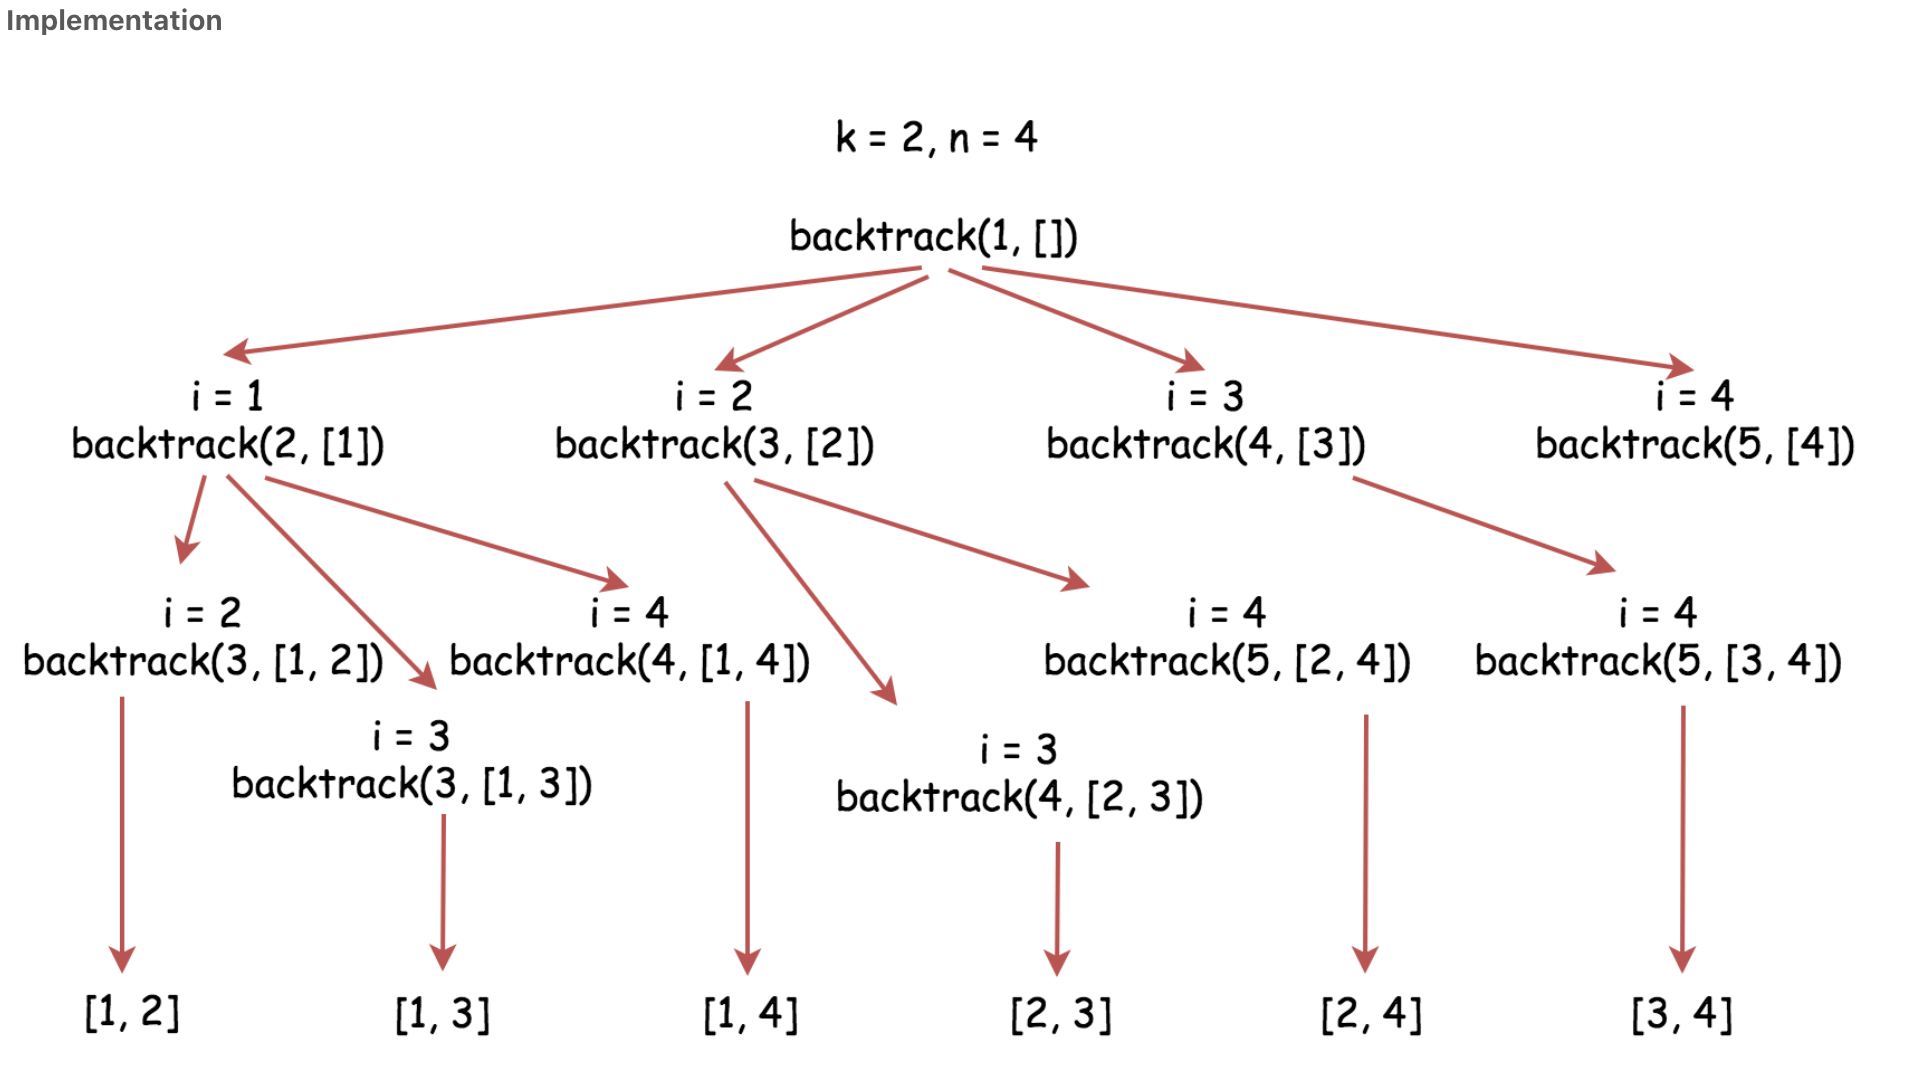 Implementation
k = 2, n = 4
backtrack(1, [])
i = 1
backtrack(2, [1])
i = 2
backtrack(3, [2])
i = 3
backtrack(4, [3])
i = 4
backtrack(5, [4])
i = 2
backtrack(3, [1, 2])
i = 4
backtrack(4, [1, 4])
i = 4
backtrack(5, [2, 4])
i = 4
backtrack(5, [3, 4])
i = 3
backtrack(3, [1, 3])
i = 3
backtrack(4, [2, 3])
[1, 2]
[1, 3]
[1, 4]
[2, 3]
[2, 4]
[3, 4]